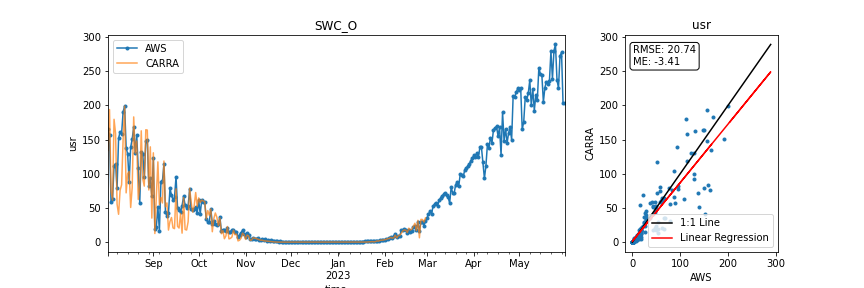 SWC_O
usr
300
250
200
150
100
50
0
AWS
CARRA
usr
Sep Oct Nov Dec Jan Feb Mar Apr May
2023
time
usr
300
250
200
150
100
50
0
CARRA
RMSE: 20.74
ME: -3.41
1:1 Line
Linear Regression
0 100 200 300
AWS